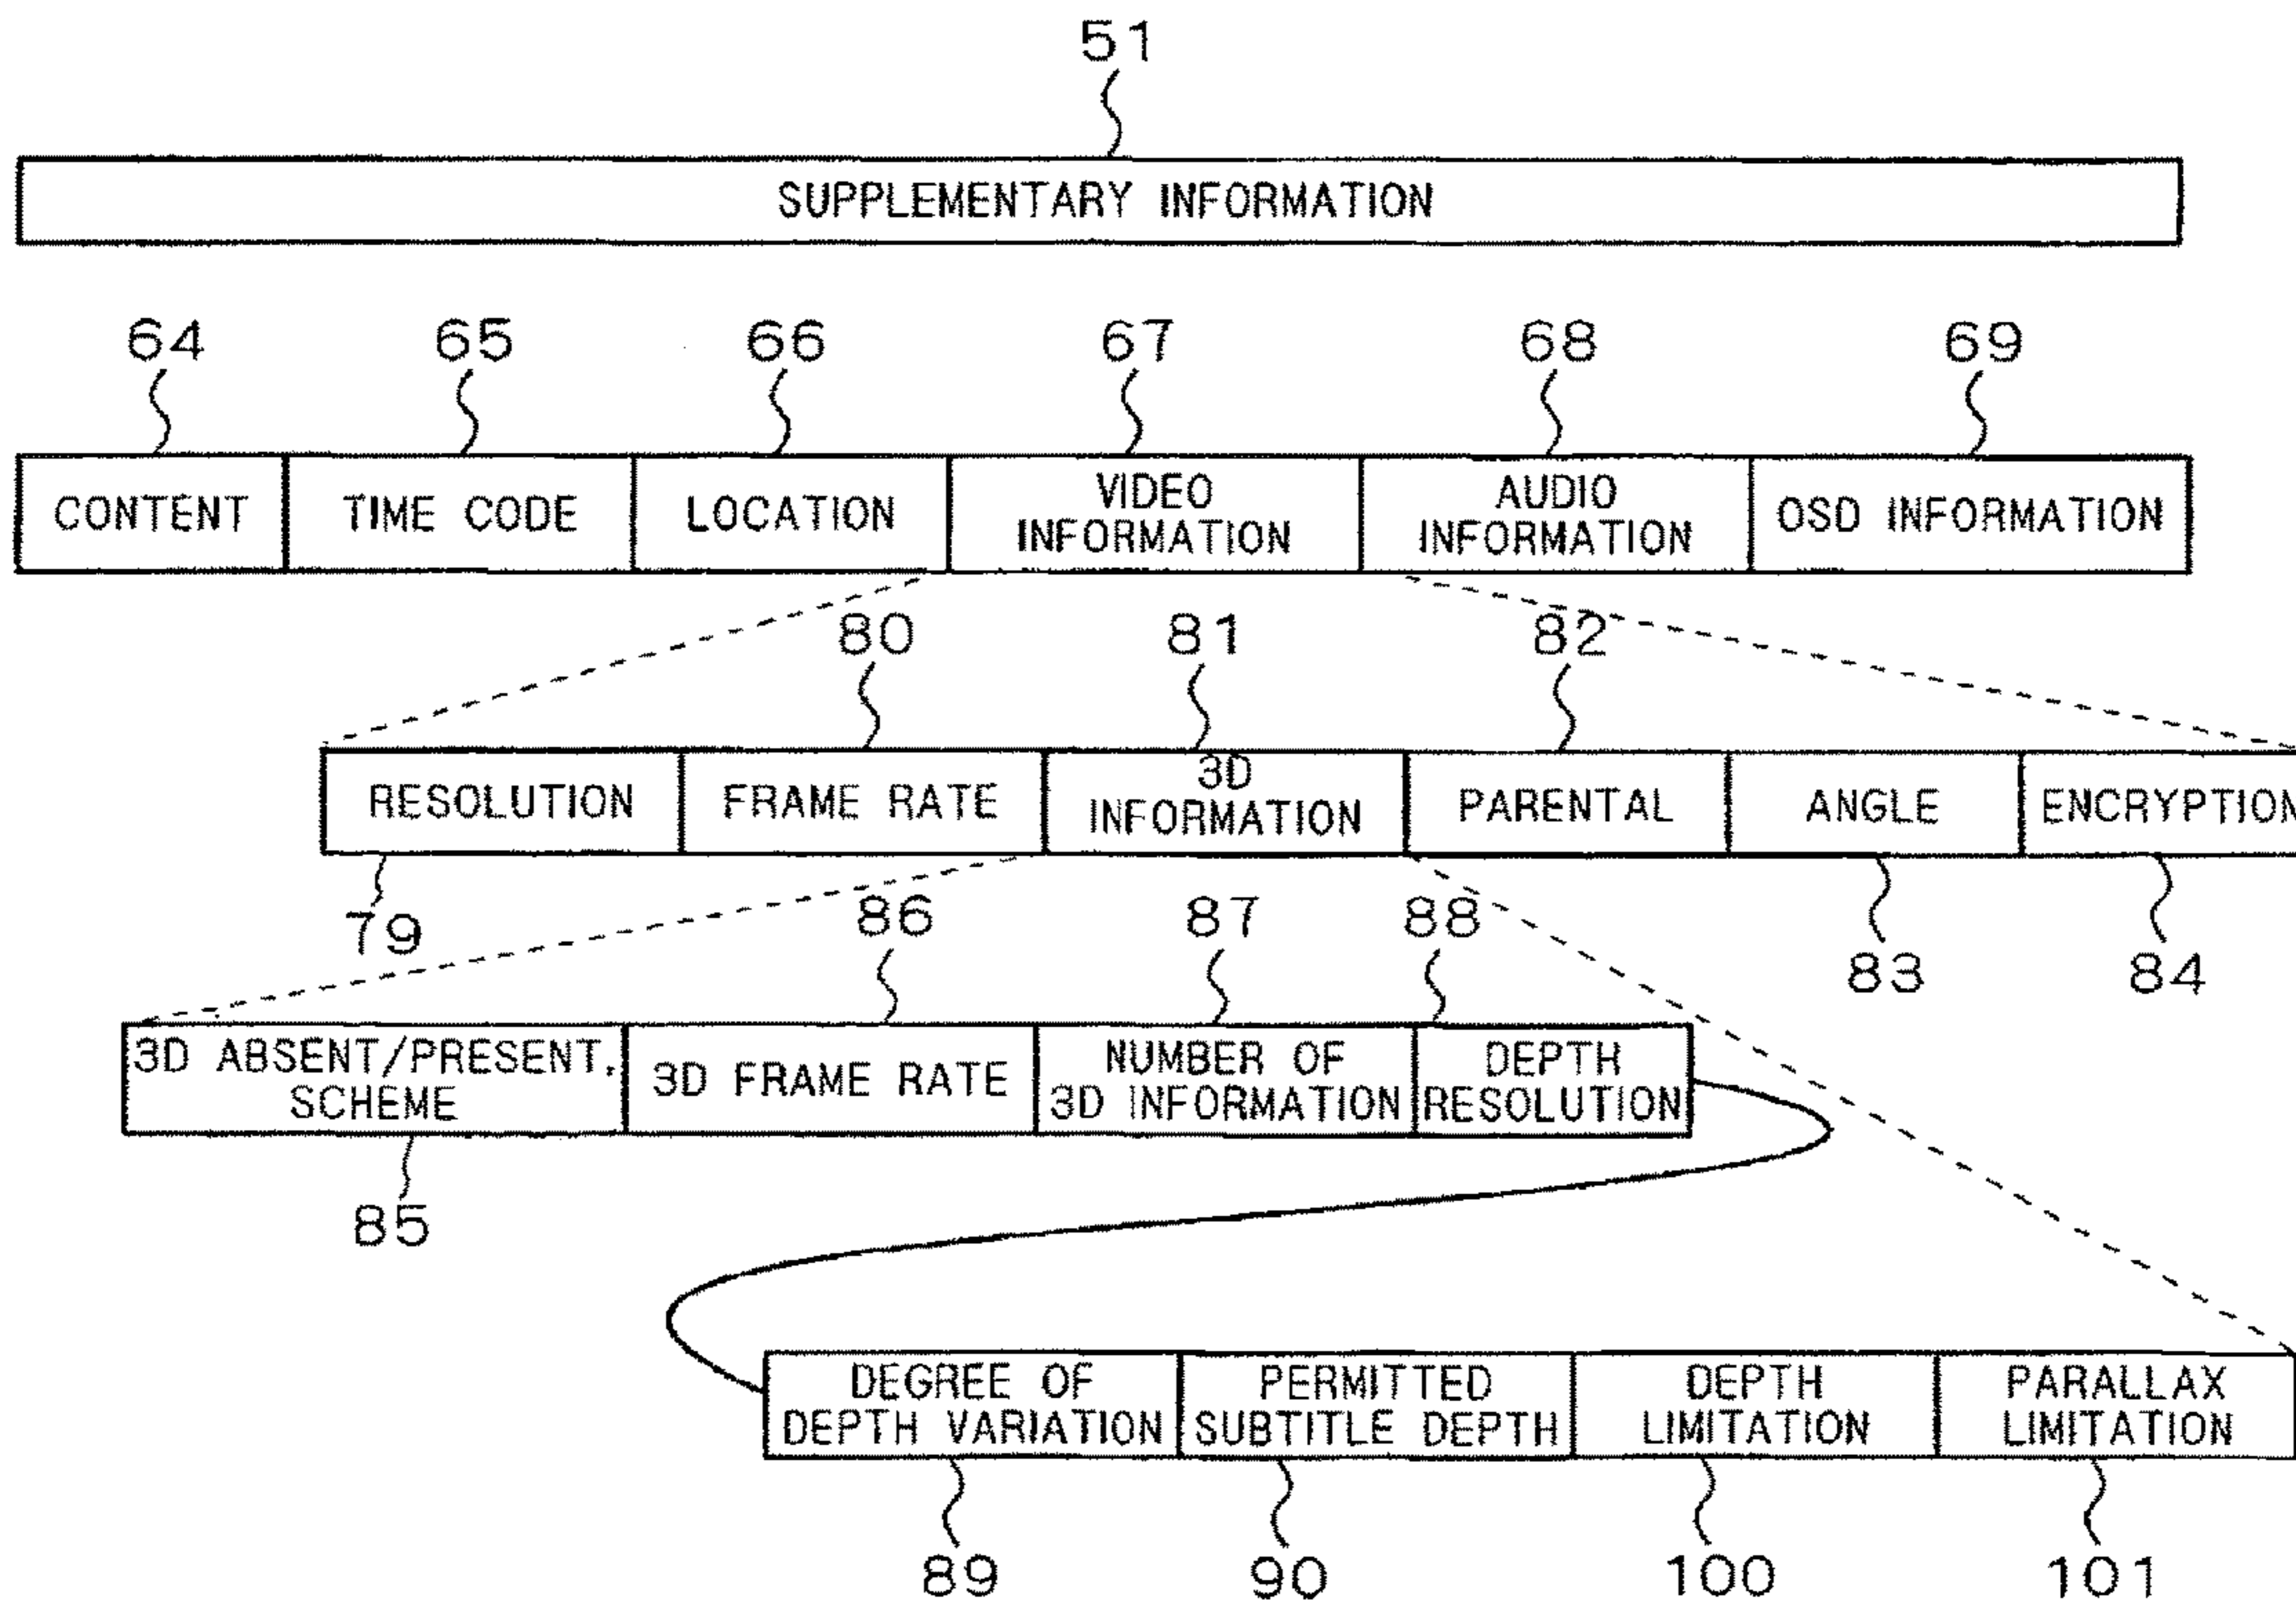 51
SUPPLEMENTARY INFORMATION
64 65 66 67 68 69
CONTENT
TIME CODE
LOCATION
VIDEO
INFORMATION
AUDIO
INFORMATION
OSD INFORMATION
80 81 82
RESOLUTION
FRAME RATE
3D
INFORMATION
PARENTAL
ANGLE
ENCRYPTION
79 86 87 88 83 84
3D ABSENT/PRESENT,
SCHEME
3D FRAME RATE
NUMBER OF
3D INFORMATION
DEPTH
RESOLUTION
85
DEGREE OF
DEPTH VARIATION
PERMITTED
SUBTITLE DEPTH
DEPTH
LIMITATION
PARALLAX
LIMITATION
89 90 100 101